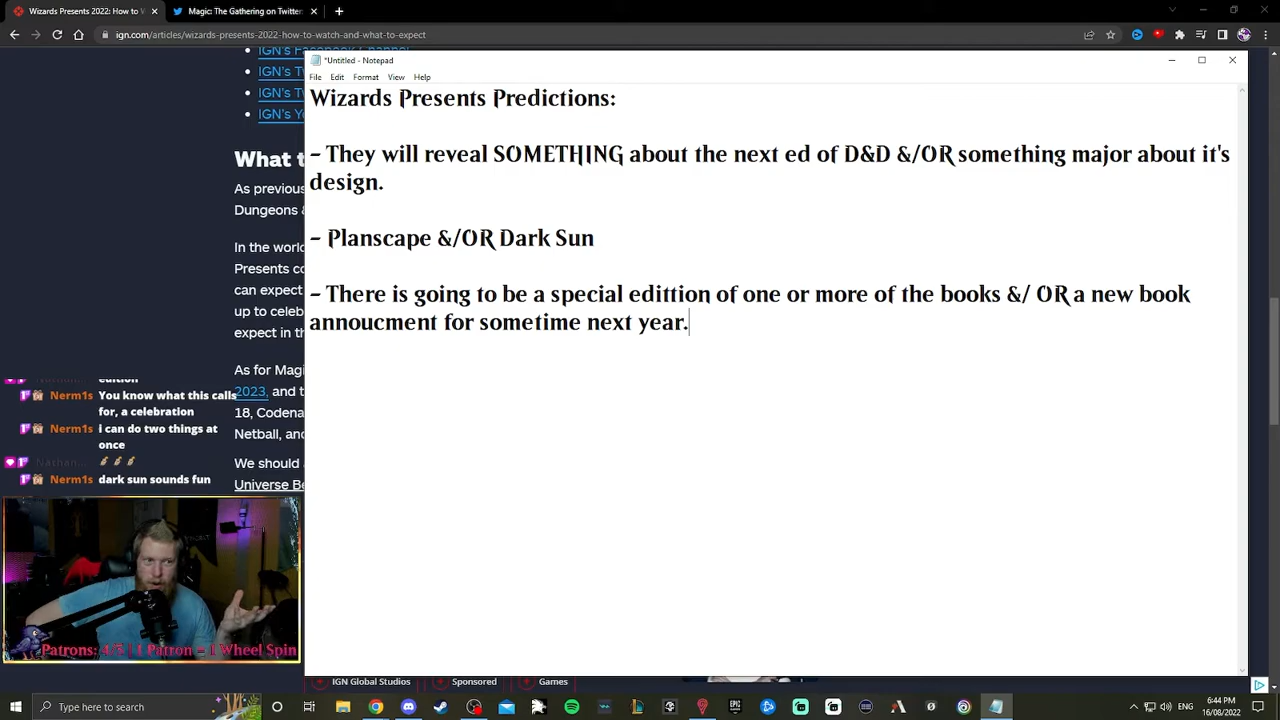 Wizards Presents 2022: How to V
Magic: The Gathering on Twitter
ign.com/articles/wizards-presents-2022-how-to-watch-and-what-to-expect
IGN's Facebook Channel
IGN's T
IGN's T
IGN's Y
What t
As previous
Dungeons &
In the world
Presents co
can expect
up to celeb
expect in th
As for Magi
2023, and t
18, Codena
Netball, and
We should
Universe Be
*Untitled - Notepad
File Edit Format View Help
Wizards Presents Predictions:
- They will reveal SOMETHING about the next ed of D&D &/OR something major about it's
design.
- Planscape &/OR Dark Sun
- There is going to be a special edittion of one or more of the books &/ OR a new book
annoucment for sometime next year.
edition
Nerm1s You know what this calls
for, a celebration
Nerm1s i can do two things at
once
Nathan...
Nerm1s dark sun sounds fun
Patrons: 4/5 | 1 Patron = 1 Wheel Spin
IGN Global Studios
Sponsored
Games
Type here to search
6:44 PM
16/08/2022